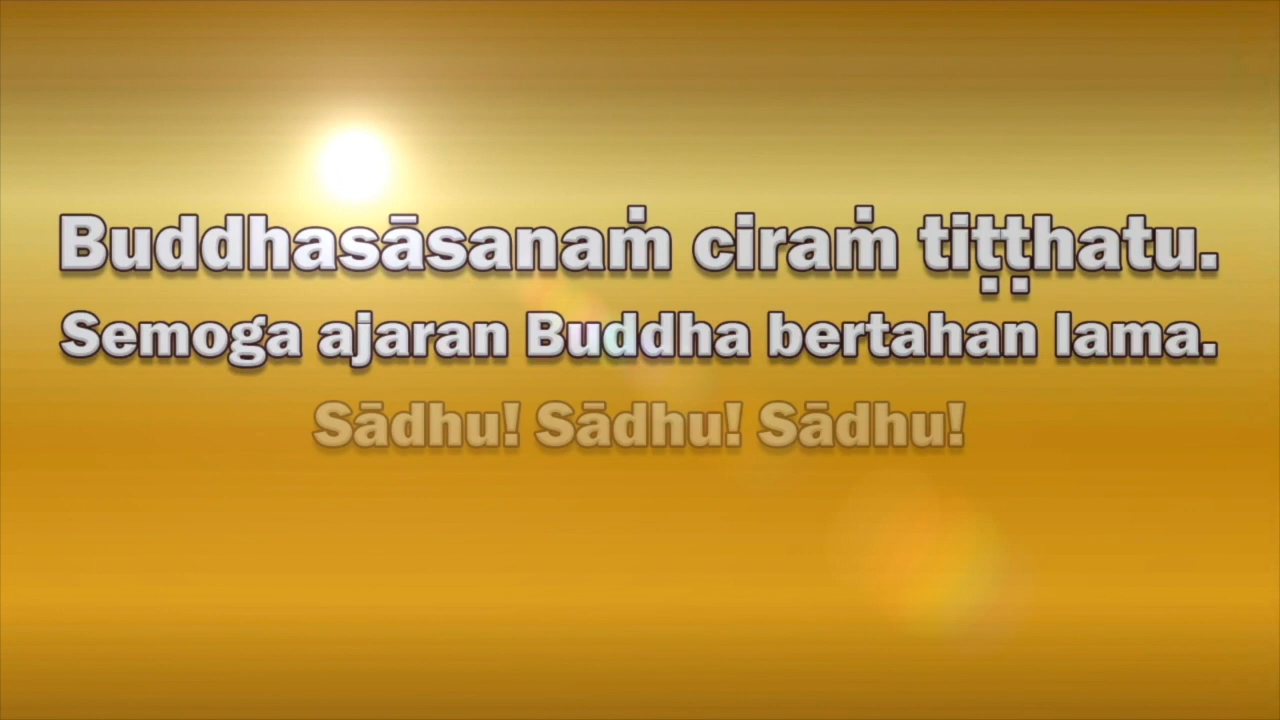 Buddhasāsanaṁ ciraṁ tiṭṭhatu.
Semoga ajaran Buddha bertahan lama.
Sādhu! Sādhu! Sādhu!